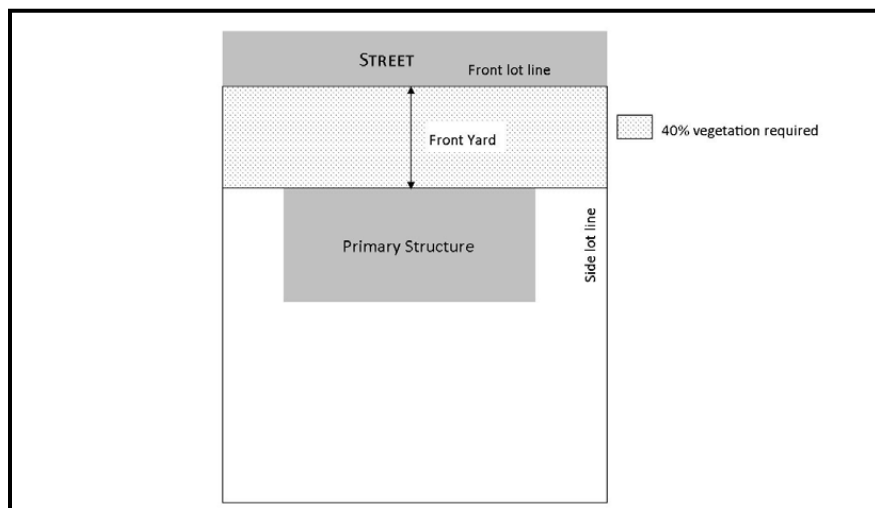 STREET
Front lot line
Front Yard
40% vegetation required
Primary Structure
Side lot line